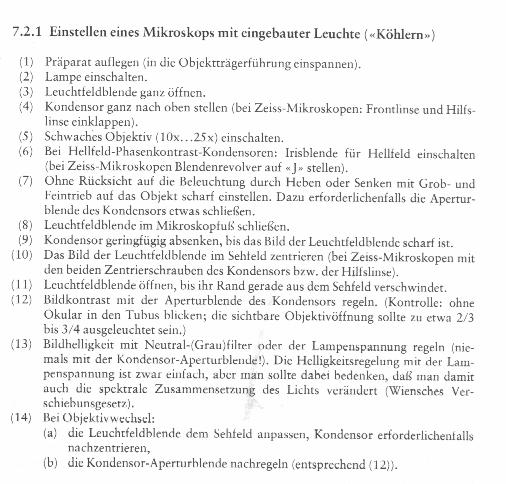 7.2.1 Einstellen eines Mikroskops mit eingebauter Leuchte («Köhlern»)
(1) Präparat auflegen (in die Objektträgerführung einspannen).
(2) Lampe einschalten.
(3) Leuchtfeldblende ganz öffnen.
(4) Kondensor ganz nach oben stellen (bei Zeiss-Mikroskopen: Frontlinse und Hilfs-
linse einklappen).
(5) Schwaches Objektiv (10x...25x) einschalten.
(6) Bei Hellfeld-Phasenkontrast-Kondensoren: Irisblende für Hellfeld einschalten
(bei Zeiss-Mikroskopen Blendenrevolver auf «J» stellen).
(7) Ohne Rücksicht auf die Beleuchtung durch Heben oder Senken mit Grob- und
Feintrieb auf das Objekt scharf einstellen. Dazu erforderlichenfalls die Apertur-
blende des Kondensors etwas schließen.
(8) Leuchtfeldblende im Mikroskopfuß schließen.
(9) Kondensor geringfügig absenken, bis das Bild der Leuchtfeldblende scharf ist.
(10) Das Bild der Leuchtfeldblende im Sehfeld zentrieren (bei Zeiss-Mikroskopen mit
den beiden Zentrierschrauben des Kondensors bzw. der Hilfslinse).
(11) Leuchtfeldblende öffnen, bis ihr Rand gerade aus dem Sehfeld verschwindet.
(12) Bildkontrast mit der Aperturblende des Kondensors regeln. (Kontrolle: ohne
Okular in den Tubus blicken; die sichtbare Objektivöffnung sollte zu etwa 2/3
bis 3/4 ausgeleuchtet sein.)
(13) Bildhelligkeit mit Neutral-(Grau)filter oder der Lampenspannung regeln (nie-
mals mit der Kondensor-Aperturblende!). Die Helligkeitsregelung mit der Lam-
penspannung ist zwar einfach, aber man sollte dabei bedenken, daß man damit
auch die spektrale Zusammensetzung des Lichts verändert (Wiensches Ver-
schiebungsgesetz).
(14) Bei Objektivwechsel:
(a) die Leuchtfeldblende dem Sehfeld anpassen, Kondensor erforderlichenfalls
nachzentrieren,
(b) die Kondensor-Aperturblende nachregeln (entsprechend (12)).